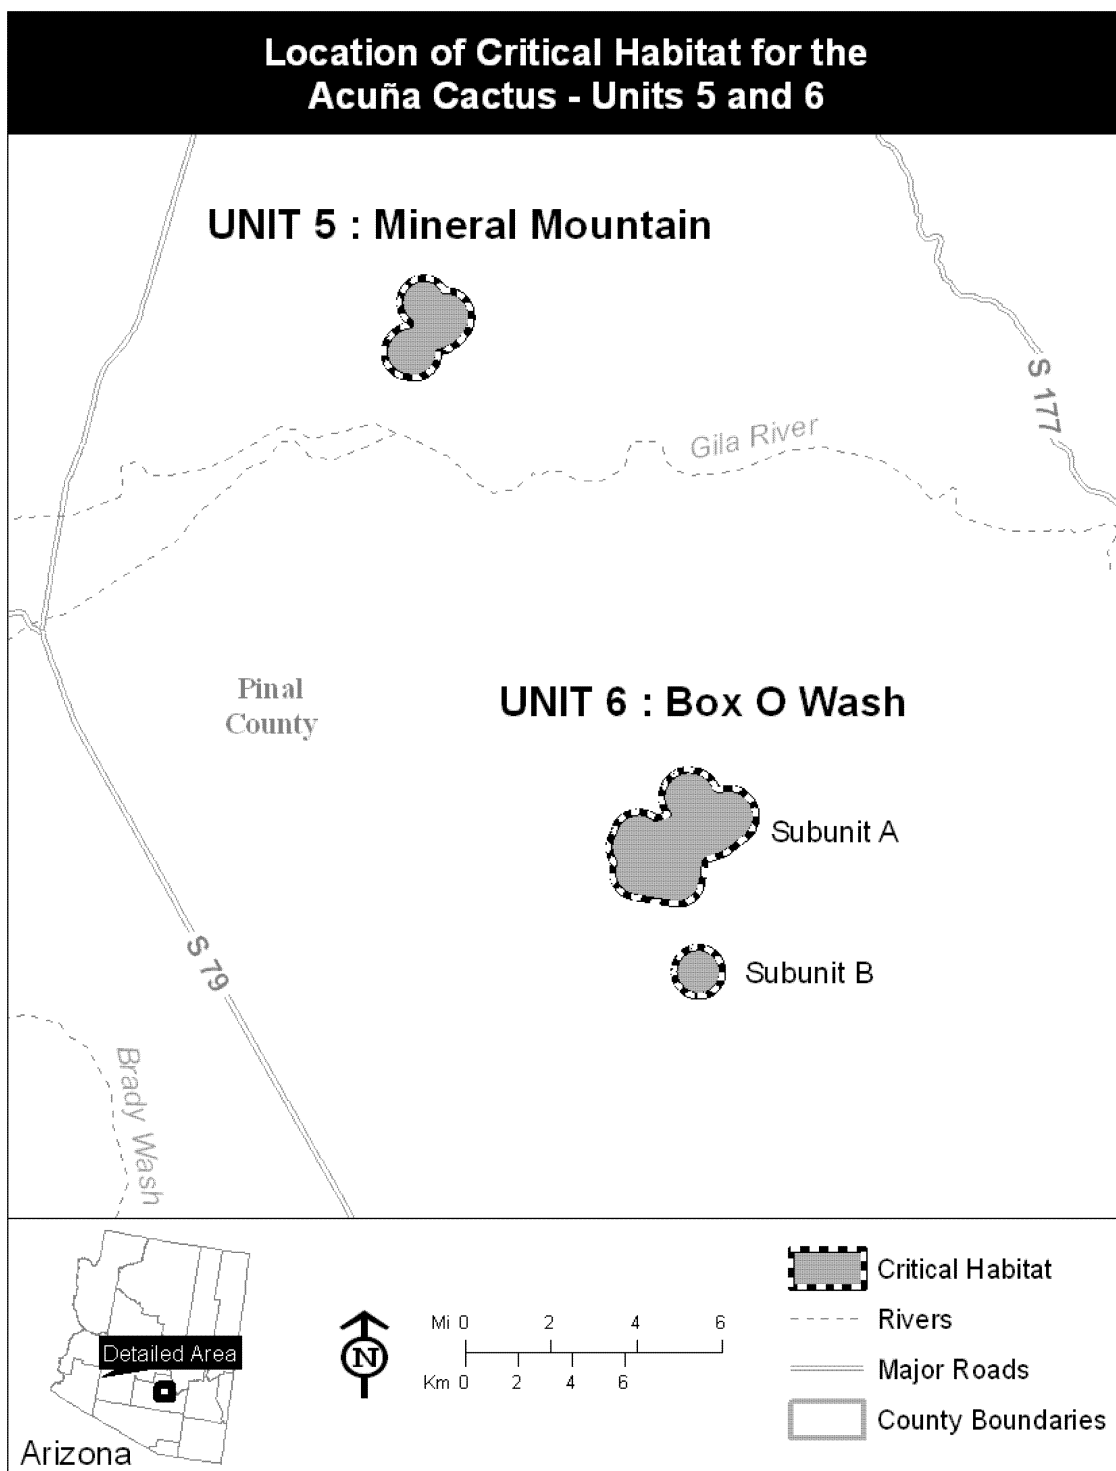 Location of Critical Habitat for the
Acuña Cactus - Units 5 and 6
UNIT 5 : Mineral Mountain
S 177
Gila River
Pinal
County
UNIT 6 : Box O Wash
Subunit A
S 79
Subunit B
Brady Wash
Detailed Area
Arizona
N
Mi 0 2 4 6
Km 0 2 4 6
Critical Habitat
Rivers
Major Roads
County Boundaries